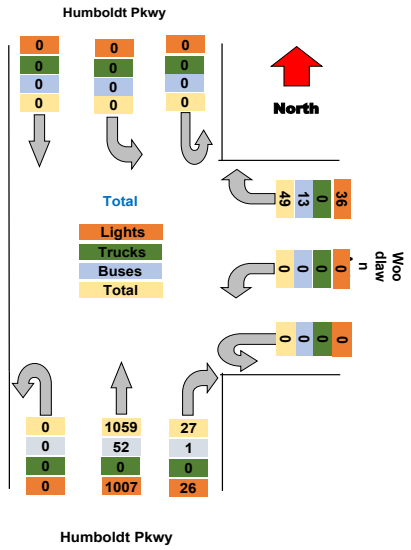 Humboldt Pkwy
0 0 0
0 0 0
0 0 0
0 0 0
North
Total
Lights
Trucks
Buses
Total
49 13 0 36
0 0 0 0
Woo
dlaw
n
0 0 0 0
0 1059 27
0 52 1
0 0 0
0 1007 26
Humboldt Pkwy